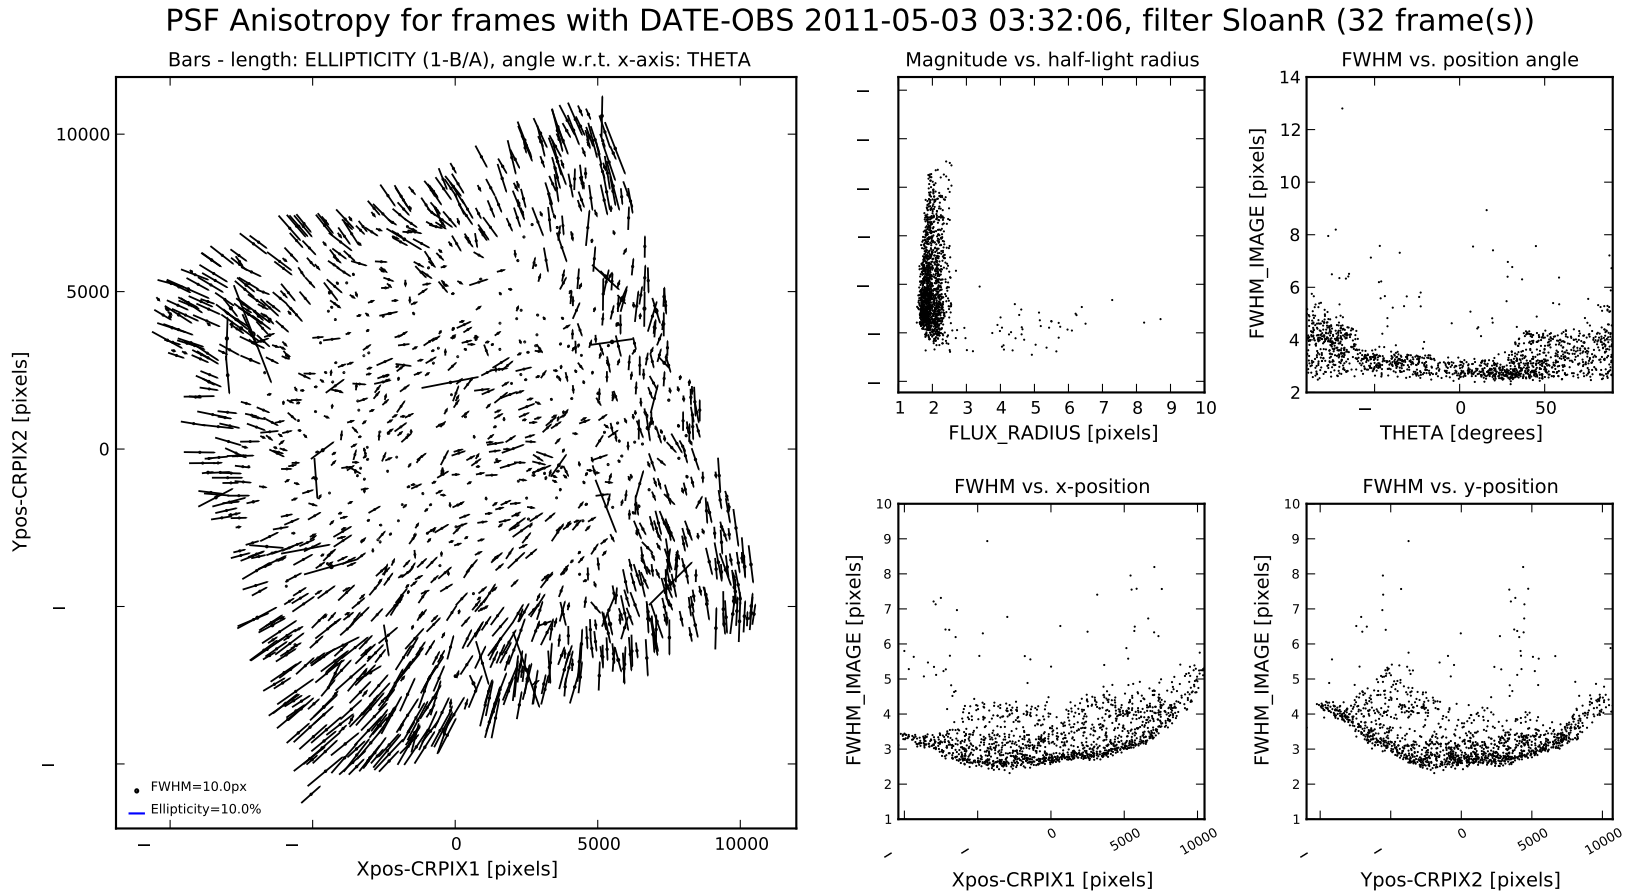 PSF Anisotropy for frames with DATE-OBS 2011-05-03 03:32:06, filter SloanR (32 frame(s))
Bars - length: ELLIPTICITY (1-B/A), angle w.r.t. x-axis: THETA
10000
5000
0
−
−
Ypos-CRPIX2 [pixels]
FWHM=10.0px
Ellipticity=10.0%
− − 0 5000 10000
Xpos-CRPIX1 [pixels]
Magnitude vs. half-light radius
−
−
−
−
−
−
−
1 2 3 4 5 6 7 8 9 10
FLUX_RADIUS [pixels]
FWHM vs. position angle
14
12
10
8
6
4
2
FWHM_IMAGE [pixels]
− 0 50
THETA [degrees]
FWHM vs. x-position
10
9
8
7
6
5
4
3
2
1
FWHM_IMAGE [pixels]
− − 0 5000 10000
Xpos-CRPIX1 [pixels]
FWHM vs. y-position
10
9
8
7
6
5
4
3
2
1
FWHM_IMAGE [pixels]
− − 0 5000 10000
Ypos-CRPIX2 [pixels]